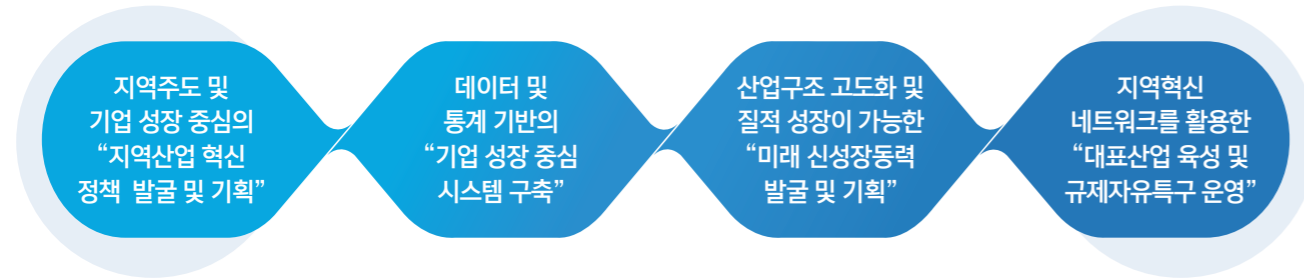 지역주도 및
기업 성장 중심의
“지역산업 혁신
정책 발굴 및 기획”
데이터 및
통계 기반의
“기업 성장 중심
시스템 구축”
산업구조 고도화 및
질적 성장이 가능한
“미래 신성장동력
발굴 및 기획”
지역혁신
네트워크를 활용한
“대표산업 육성 및
규제자유특구 운영”